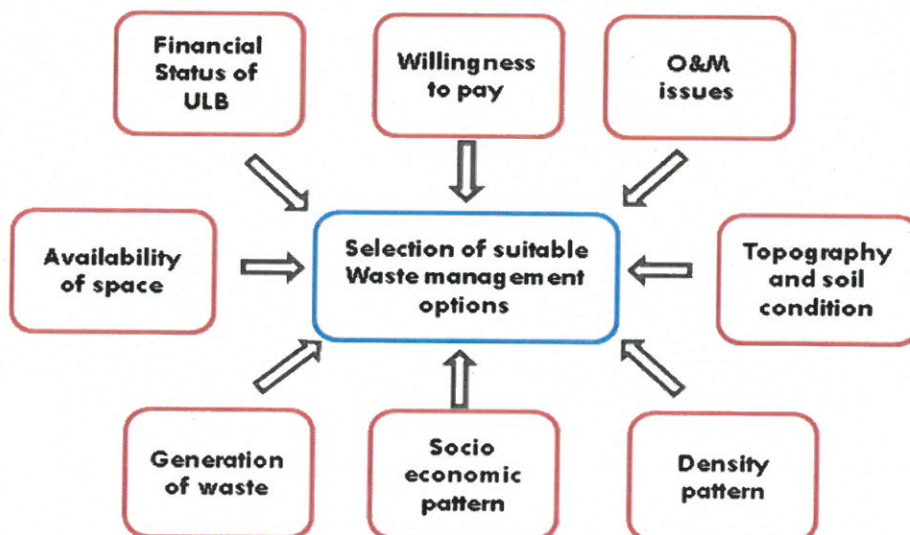 Financial
Status of
ULB
Willingness
to pay
O&M
issues
Availability
of space
Selection of suitable
Waste management
options
Topography
and soil
condition
Generation
of waste
Socio
economic
pattern
Density
pattern